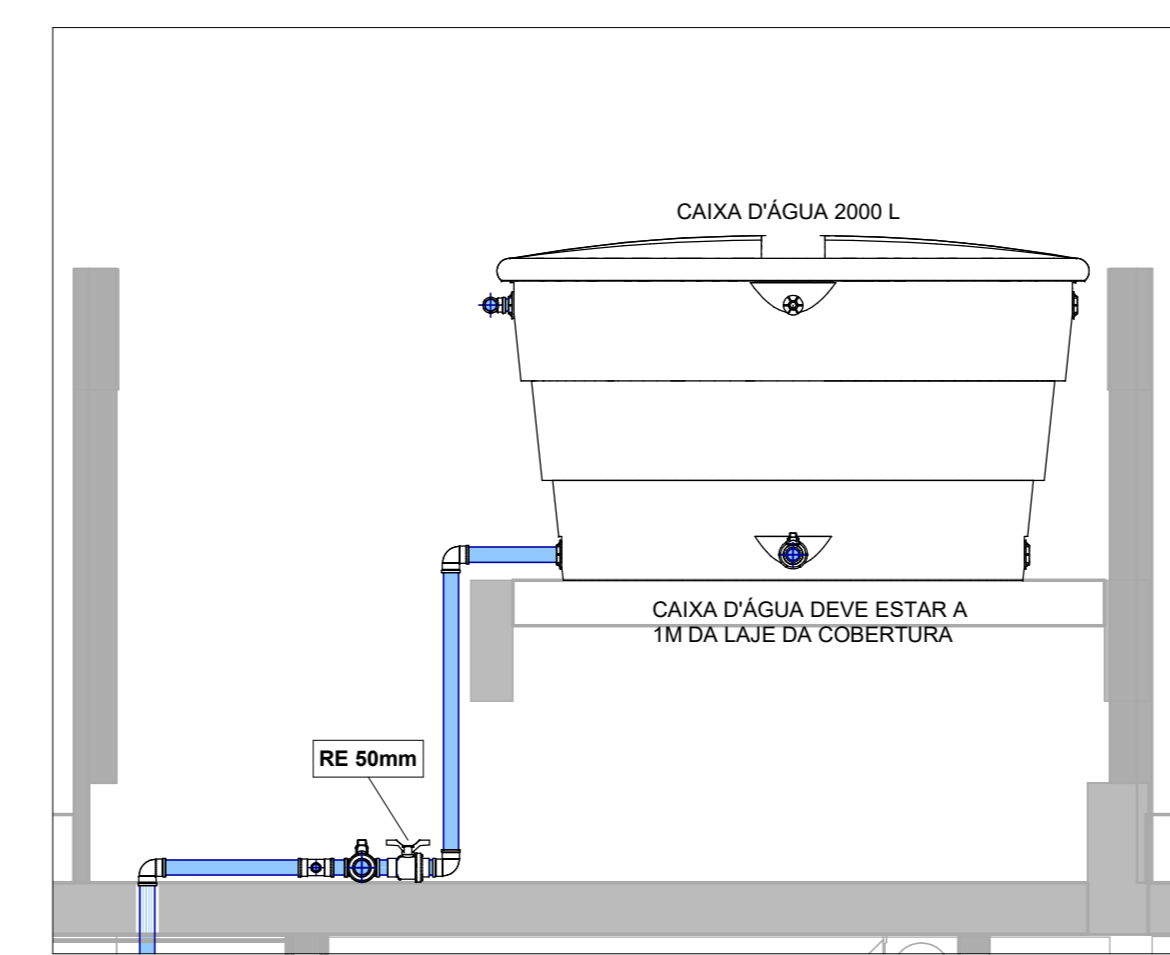 CAIXA D'ÁGUA 2000 L
CAIXA D'ÁGUA DEVE ESTAR A
1M DA LAJE DA COBERTURA
RE 50mm